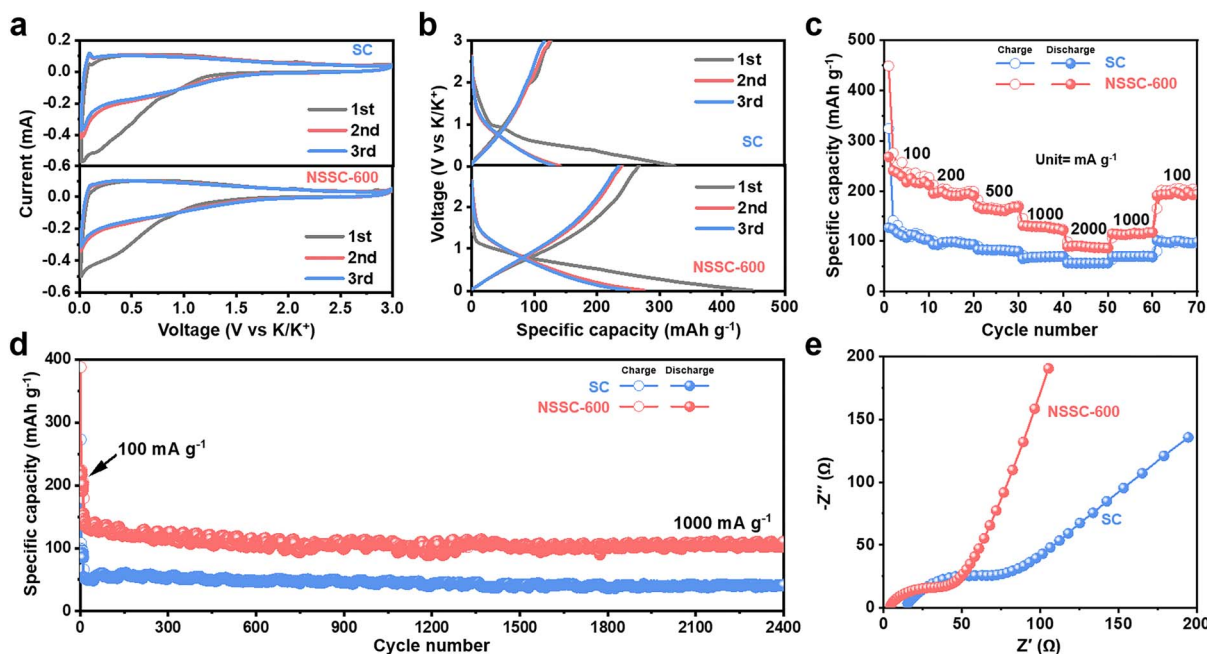 a
0.2
0.0
-0.2
-0.4
-0.6
SC
1st
2nd
3rd
0.0
-0.2
-0.4
-0.6
NSSC-600
1st
2nd
3rd
0.0 0.5 1.0 1.5 2.0 2.5 3.0
Current (mA)
Voltage (V vs K/K⁺)
b
3
2
1
0
1st
2nd
3rd
SC
2
1
0
1st
2nd
3rd
NSSC-600
0 100 200 300 400 500
Voltage (V vs K/K⁺)
Specific capacity (mAh g⁻¹)
c
500
400
300
200
100
0
Charge Discharge
SC
NSSC-600
Unit= mA g⁻¹
100
200
500
1000
2000
1000
100
0 10 20 30 40 50 60 70
Specific capacity (mAh g⁻¹)
Cycle number
d
400
300
200
100
0
Charge Discharge
SC
NSSC-600
100 mA g⁻¹
1000 mA g⁻¹
0 300 600 900 1200 1500 1800 2100 2400
Specific capacity (mAh g⁻¹)
Cycle number
e
200
150
100
50
0
NSSC-600
SC
0 50 100 150 200
-Z″ (Ω)
Z′ (Ω)